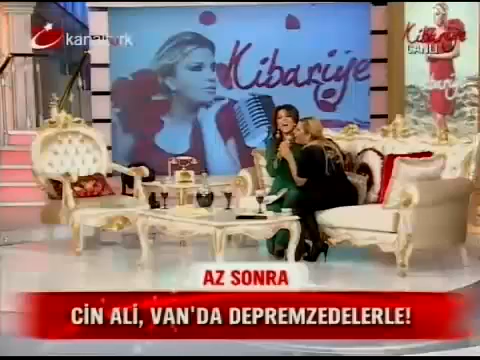 kanaltürk
Kibariye
Kibariye
CANLI
AZ SONRA
CİN ALİ, VAN'DA DEPREMZEDELERLE!